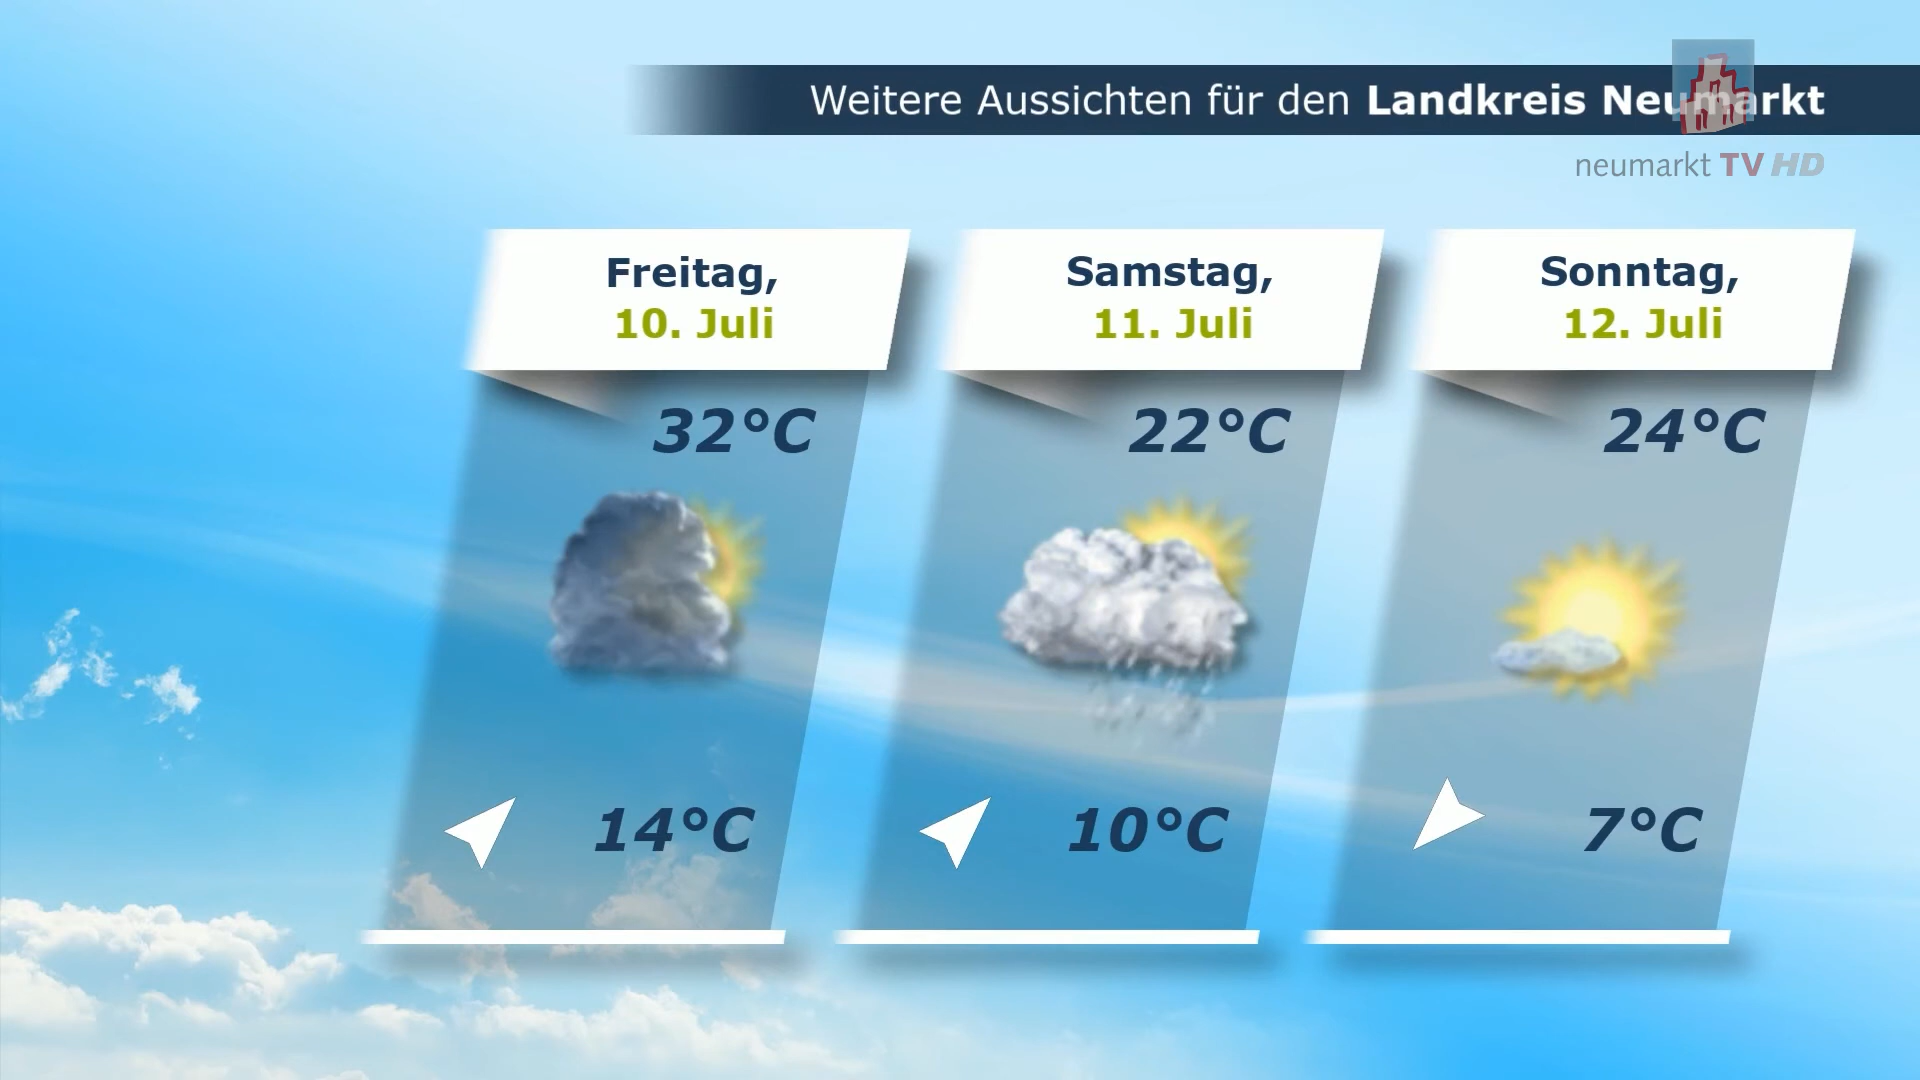 Weitere Aussichten für den Landkreis Neumarkt
neumarkt TV HD
Freitag,
10. Juli
32°C
14°C
Samstag,
11. Juli
22°C
10°C
Sonntag,
12. Juli
24°C
7°C